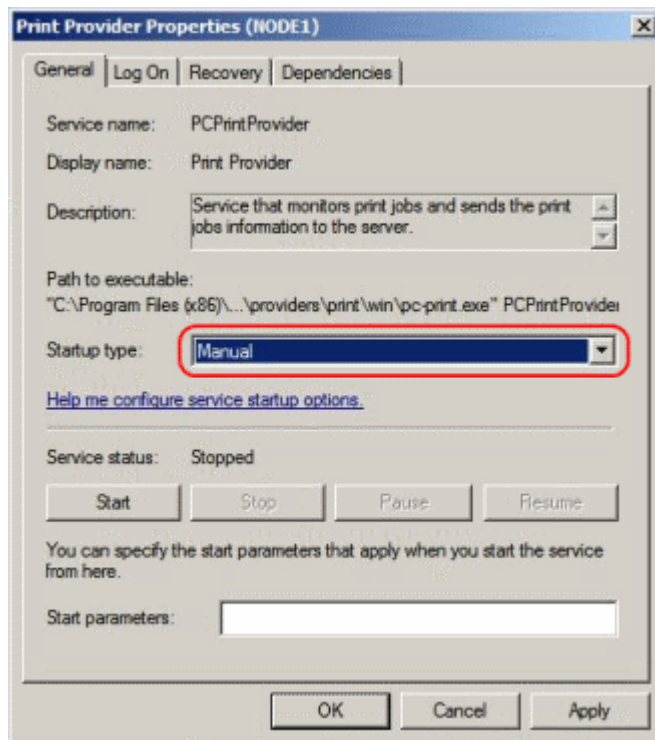 Print Provider Properties (NODE1)
General Log On Recovery Dependencies
Service name: PCPrintProvider
Display name: Print Provider
Description: Service that monitors print jobs and sends the print
jobs information to the server.
Path to executable:
"C:\Program Files (x86)\...\providers\print\win\pc-print.exe" PCPrintProvider
Startup type: Manual
Help me configure service startup options.
Service status: Stopped
Start Stop Pause Resume
You can specify the start parameters that apply when you start the service
from here.
Start parameters:
OK Cancel Apply